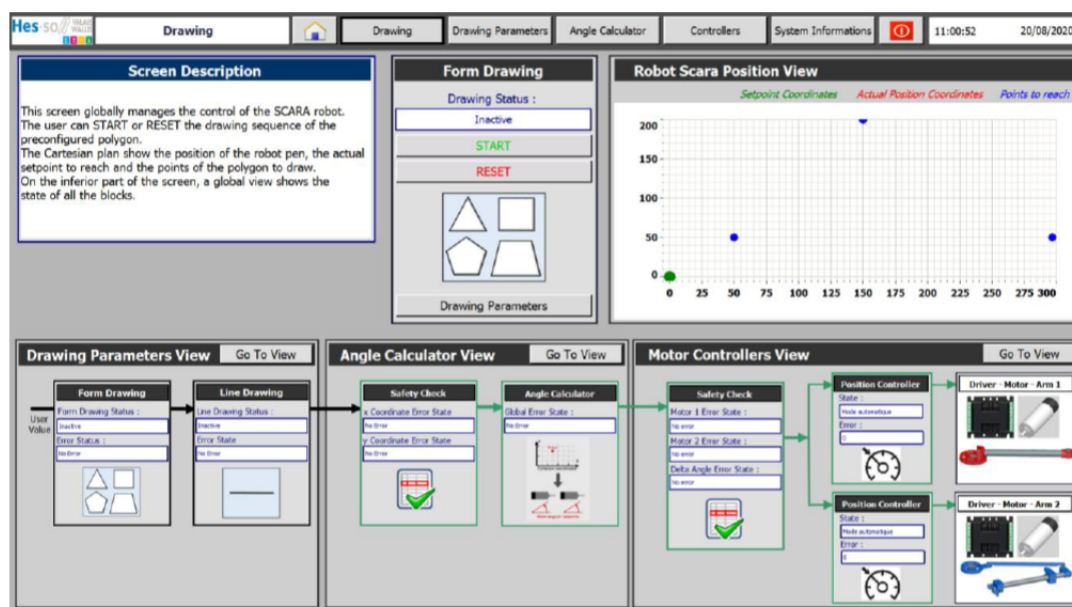 Hes·so VALAIS WALLIS
Drawing
Drawing
Drawing Parameters
Angle Calculator
Controllers
System Informations
11:00:52
20/08/2020
Screen Description
This screen globally manages the control of the SCARA robot.
The user can START or RESET the drawing sequence of the
preconfigured polygon.
The Cartesian plan show the position of the robot pen, the actual
setpoint to reach and the points of the polygon to draw.
On the inferior part of the screen, a global view shows the
state of all the blocks.
Form Drawing
Drawing Status :
Inactive
START
RESET
Drawing Parameters
Robot Scara Position View
Setpoint Coordinates Actual Position Coordinates Points to reach
200
150
100
50
0
0 25 50 75 100 125 150 175 200 225 250 275 300
Drawing Parameters View
Go To View
User
Value
Form Drawing
Form Drawing Status :
Inactive
Error Status :
No Error
Line Drawing
Line Drawing Status :
Inactive
Error State
No Error
Angle Calculator View
Go To View
Safety Check
x Coordinate Error State
No Error
y Coordinate Error State
No Error
Angle Calculator
Global Error State :
No Error
Motor Controllers View
Go To View
Safety Check
Motor 1 Error State :
No error
Motor 2 Error State :
No error
Delta Angle Error State :
No error
Position Controller
State :
Mode automatique
Error :
0
Driver - Motor - Arm 1
Position Controller
State :
Mode automatique
Error :
0
Driver - Motor - Arm 2